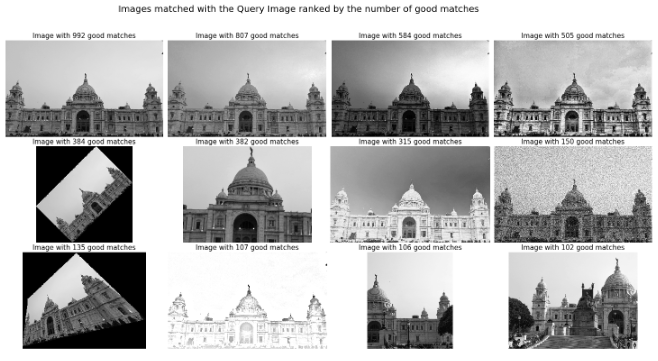 Images matched with the Query Image ranked by the number of good matches
Image with 992 good matches
Image with 807 good matches
Image with 584 good matches
Image with 505 good matches
Image with 384 good matches
Image with 382 good matches
Image with 315 good matches
Image with 150 good matches
Image with 135 good matches
Image with 107 good matches
Image with 106 good matches
Image with 102 good matches